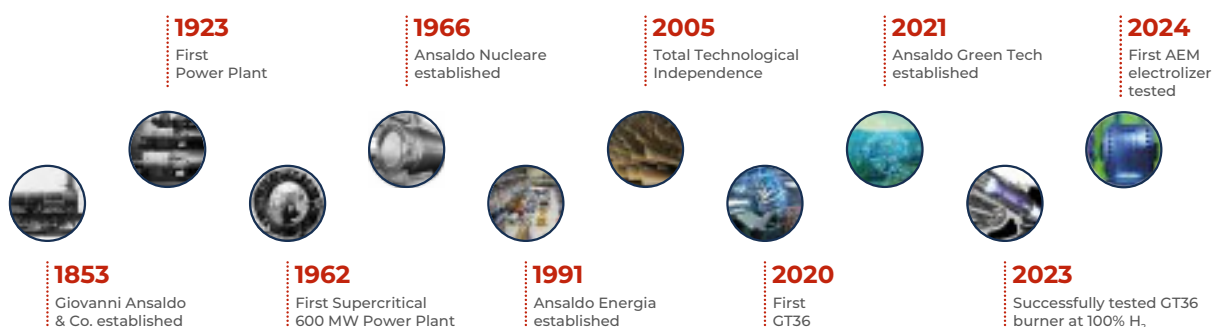 1923
First
Power Plant
1966
Ansaldo Nucleare
established
2005
Total Technological
Independence
2021
Ansaldo Green Tech
established
2024
First AEM
electrolizer
tested
1853
Giovanni Ansaldo
& Co. established
1962
First Supercritical
600 MW Power Plant
1991
Ansaldo Energia
established
2020
First
GT36
2023
Successfully tested GT36
burner at 100% H₂